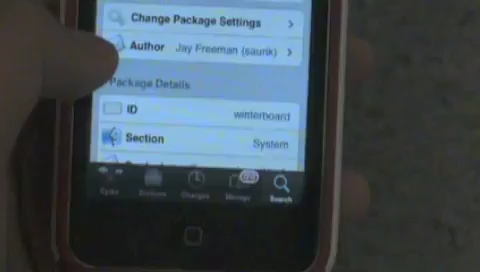 Change Package Settings
Author Jay Freeman (saurik)
Package Details
ID winterboard
Section System
Cydia Sections Changes Manage Search